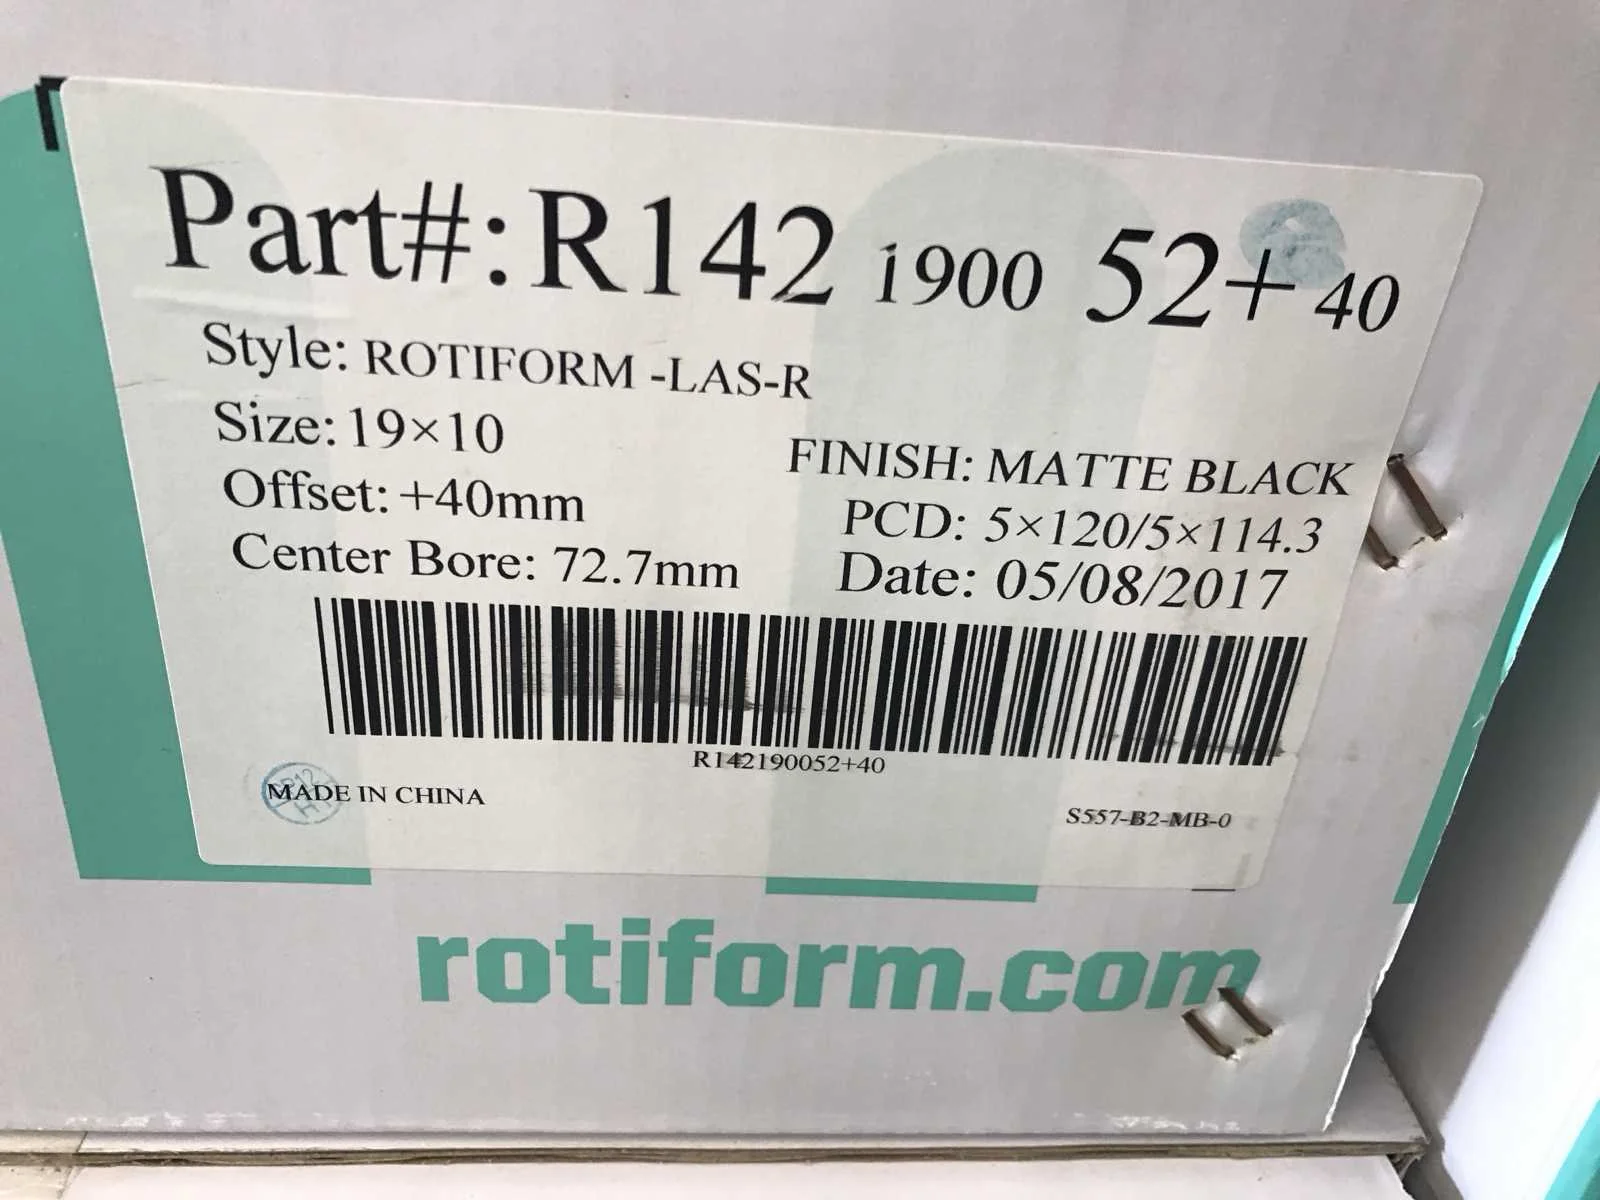 Part#: R142 1900 52+ 40
Style: ROTIFORM -LAS-R
Size: 19×10
FINISH: MATTE BLACK
Offset: +40mm
PCD: 5×120/5×114.3
Center Bore: 72.7mm
Date: 05/08/2017
R142190052+40
MADE IN CHINA
S557-B2-MB-0
rotiform.com